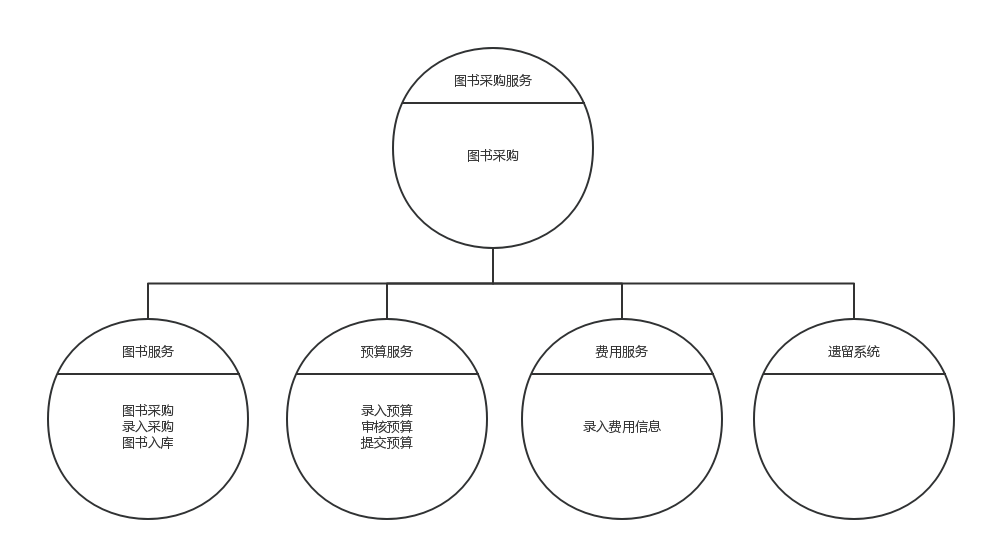 图书采购服务
图书采购
图书服务
图书采购
录入采购
图书入库
预算服务
录入预算
审核预算
提交预算
费用服务
录入费用信息
遗留系统